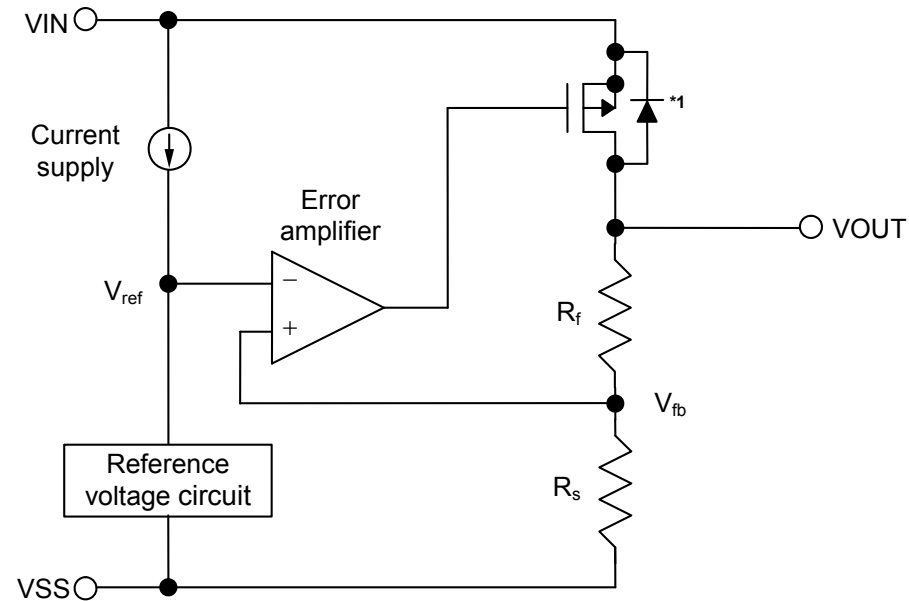 VIN
*1
Current
supply
Error
amplifier
VOUT
Vref
−
+
Rf
Vfb
Reference
voltage circuit
Rs
VSS